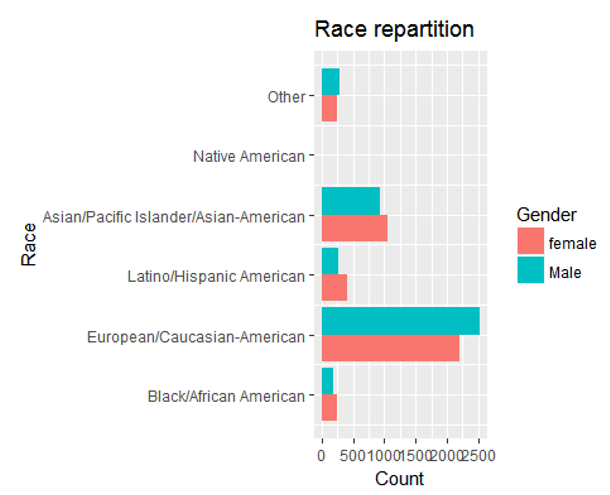 Race repartition
Race
Other
Native American
Asian/Pacific Islander/Asian-American
Latino/Hispanic American
European/Caucasian-American
Black/African American
0 500 1000 1500 2000 2500
Count
Gender
female
Male